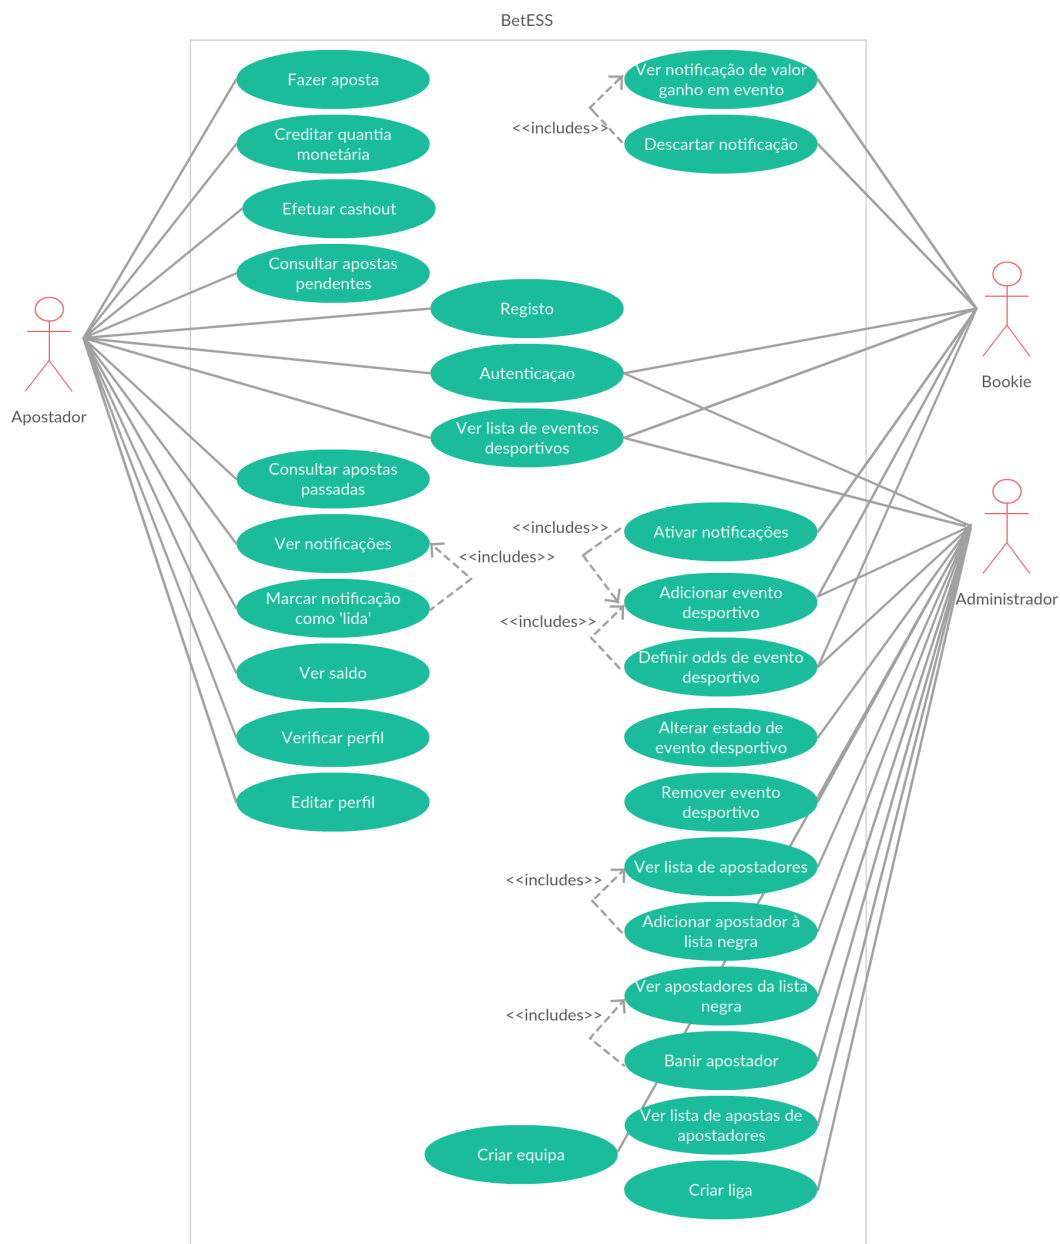 BetESS
Fazer aposta
Ver notificação de valor
ganho em evento
<<includes>>
Creditar quantia
monetária
Descartar notificação
Efetuar cashout
Consultar apostas
pendentes
Registo
Autenticaçao
Bookie
Apostador
Ver lista de eventos
desportivos
Consultar apostas
passadas
<<includes>>
Ativar notificações
Ver notificações
<<includes>>
Marcar notificação
como 'lida'
Adicionar evento
desportivo
Administrador
<<includes>>
Definir odds de evento
desportivo
Ver saldo
Verificar perfil
Alterar estado de
evento desportivo
Editar perfil
Remover evento
desportivo
Ver lista de apostadores
<<includes>>
Adicionar apostador à
lista negra
Ver apostadores da lista
negra
<<includes>>
Banir apostador
Ver lista de apostas de
apostadores
Criar equipa
Criar liga